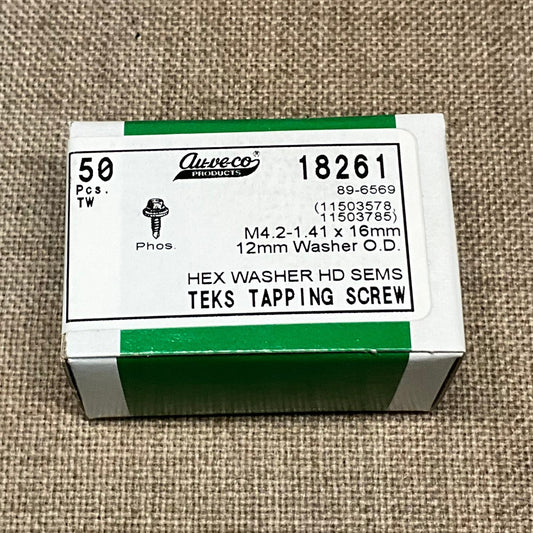 50
Pcs.
TW
au-ve-co®
PRODUCTS
18261
89-6569
(11503578,
11503785)
Phos.
M4.2-1.41 x 16mm
12mm Washer O.D.
HEX WASHER HD SEMS
TEKS TAPPING SCREW